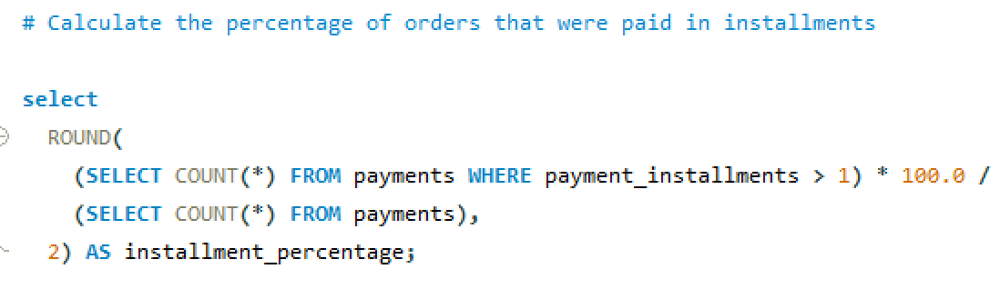 # Calculate the percentage of orders that were paid in installments
select
ROUND(
(SELECT COUNT(*) FROM payments WHERE payment_installments > 1) * 100.0 /
(SELECT COUNT(*) FROM payments),
2) AS installment_percentage;